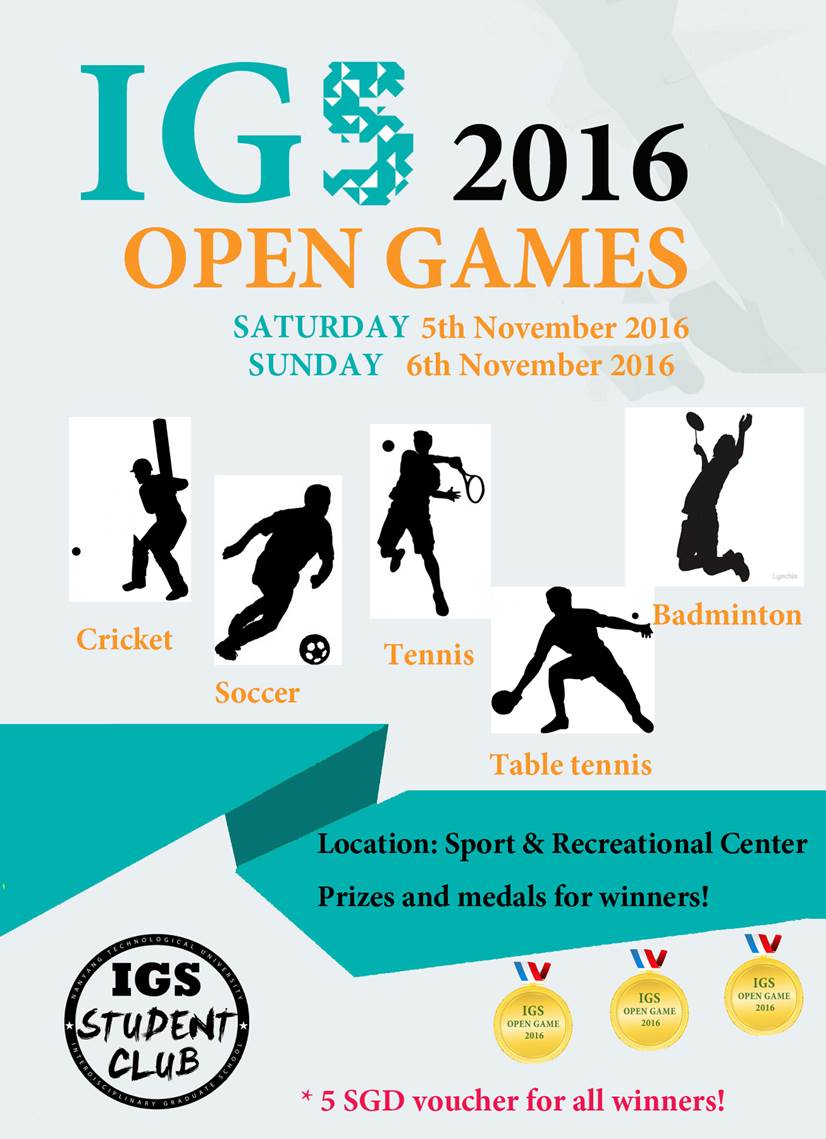 IGS 2016
OPEN GAMES
SATURDAY 5th November 2016
SUNDAY 6th November 2016
Lynchie
Cricket
Soccer
Tennis
Badminton
Table tennis
Location: Sport & Recreational Center
Prizes and medals for winners!
NANYANG TECHNOLOGICAL UNIVERSITY
IGS
STUDENT
CLUB
INTERDISCIPLINARY GRADUATE SCHOOL
IGS
OPEN GAME
2016
IGS
OPEN GAME
2016
IGS
OPEN GAME
2016
* 5 SGD voucher for all winners!